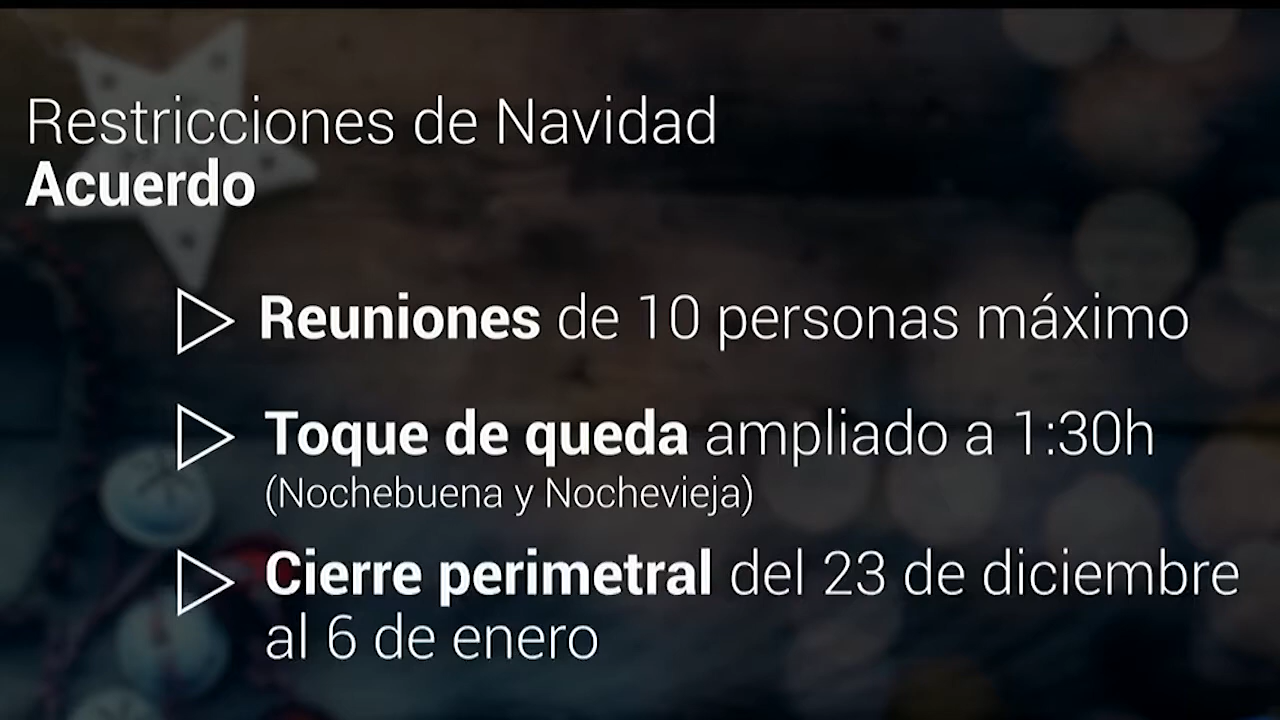 Restricciones de Navidad
Acuerdo
Reuniones de 10 personas máximo
Toque de queda ampliado a 1:30h
(Nochebuena y Nochevieja)
Cierre perimetral del 23 de diciembre
al 6 de enero